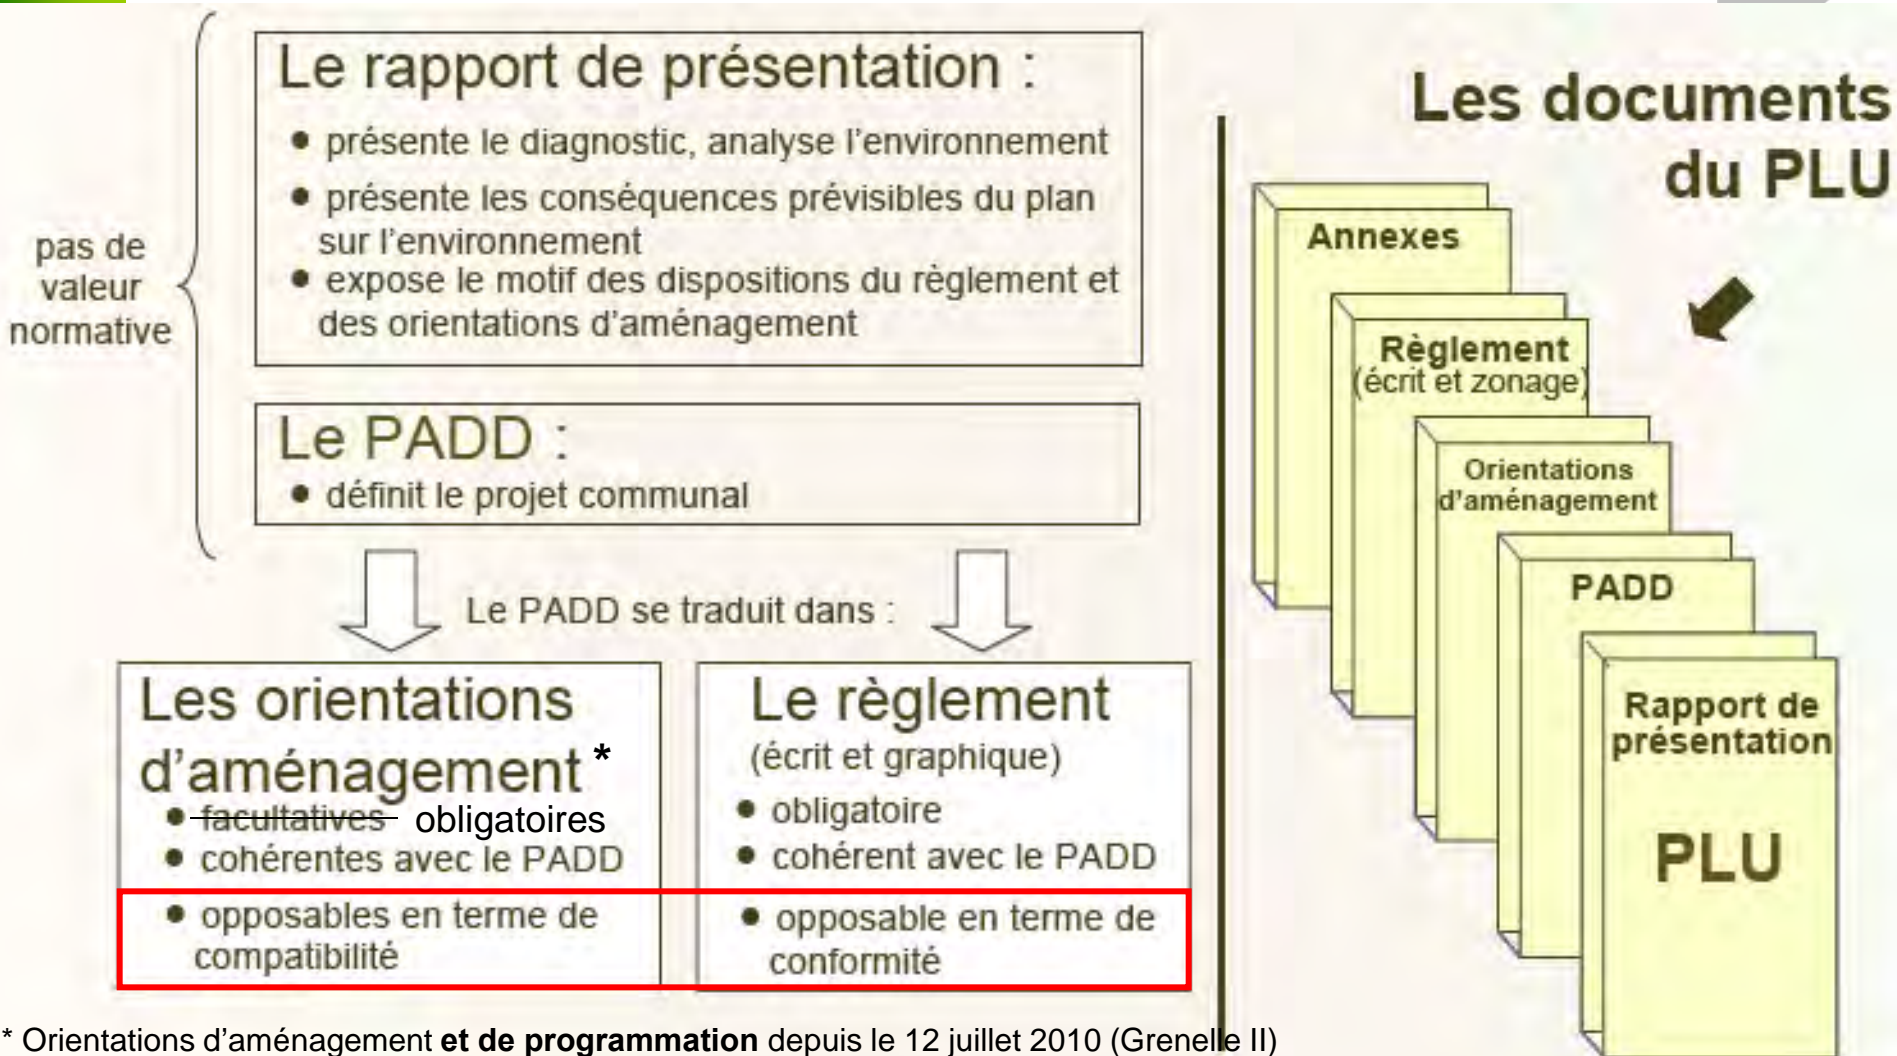 Le rapport de présentation :
● présente le diagnostic, analyse l'environnement
● présente les conséquences prévisibles du plan
sur l'environnement
● expose le motif des dispositions du règlement et
des orientations d'aménagement
pas de
valeur
normative
Le PADD :
● définit le projet communal
Le PADD se traduit dans :
Les orientations
d'aménagement *
● facultatives obligatoires
● cohérentes avec le PADD
● opposables en terme de
compatibilité
Le règlement
(écrit et graphique)
● obligatoire
● cohérent avec le PADD
● opposable en terme de
conformité
Les documents
du PLU
Annexes
Règlement
(écrit et zonage)
Orientations
d'aménagement
PADD
Rapport de
présentation
PLU
* Orientations d'aménagement et de programmation depuis le 12 juillet 2010 (Grenelle II)